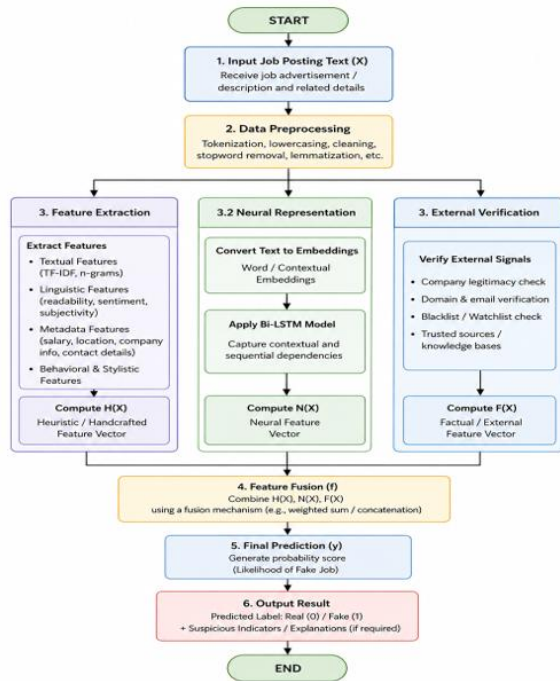 START
1. Input Job Posting Text (X)
Receive job advertisement /
description and related details
2. Data Preprocessing
Tokenization, lowercasing, cleaning,
stopword removal, lemmatization, etc.
3. Feature Extraction
Extract Features
• Textual Features
(TF-IDF, n-grams)
• Linguistic Features
(readability, sentiment,
subjectivity)
• Metadata Features
(salary, location, company
info, contact details)
• Behavioral & Stylistic
Features
Compute H(X)
Heuristic / Handcrafted
Feature Vector
3.2 Neural Representation
Convert Text to Embeddings
Word / Contextual
Embeddings
Apply Bi-LSTM Model
Capture contextual and
sequential dependencies
Compute N(X)
Neural Feature
Vector
3. External Verification
Verify External Signals
• Company legitimacy check
• Domain & email verification
• Blacklist / Watchlist check
• Trusted sources /
knowledge bases
Compute F(X)
Factual / External
Feature Vector
4. Feature Fusion (f)
Combine H(X), N(X), F(X)
using a fusion mechanism (e.g., weighted sum / concatenation)
5. Final Prediction (y)
Generate probability score
(Likelihood of Fake Job)
6. Output Result
Predicted Label: Real (0) / Fake (1)
+ Suspicious Indicators / Explanations (if required)
END